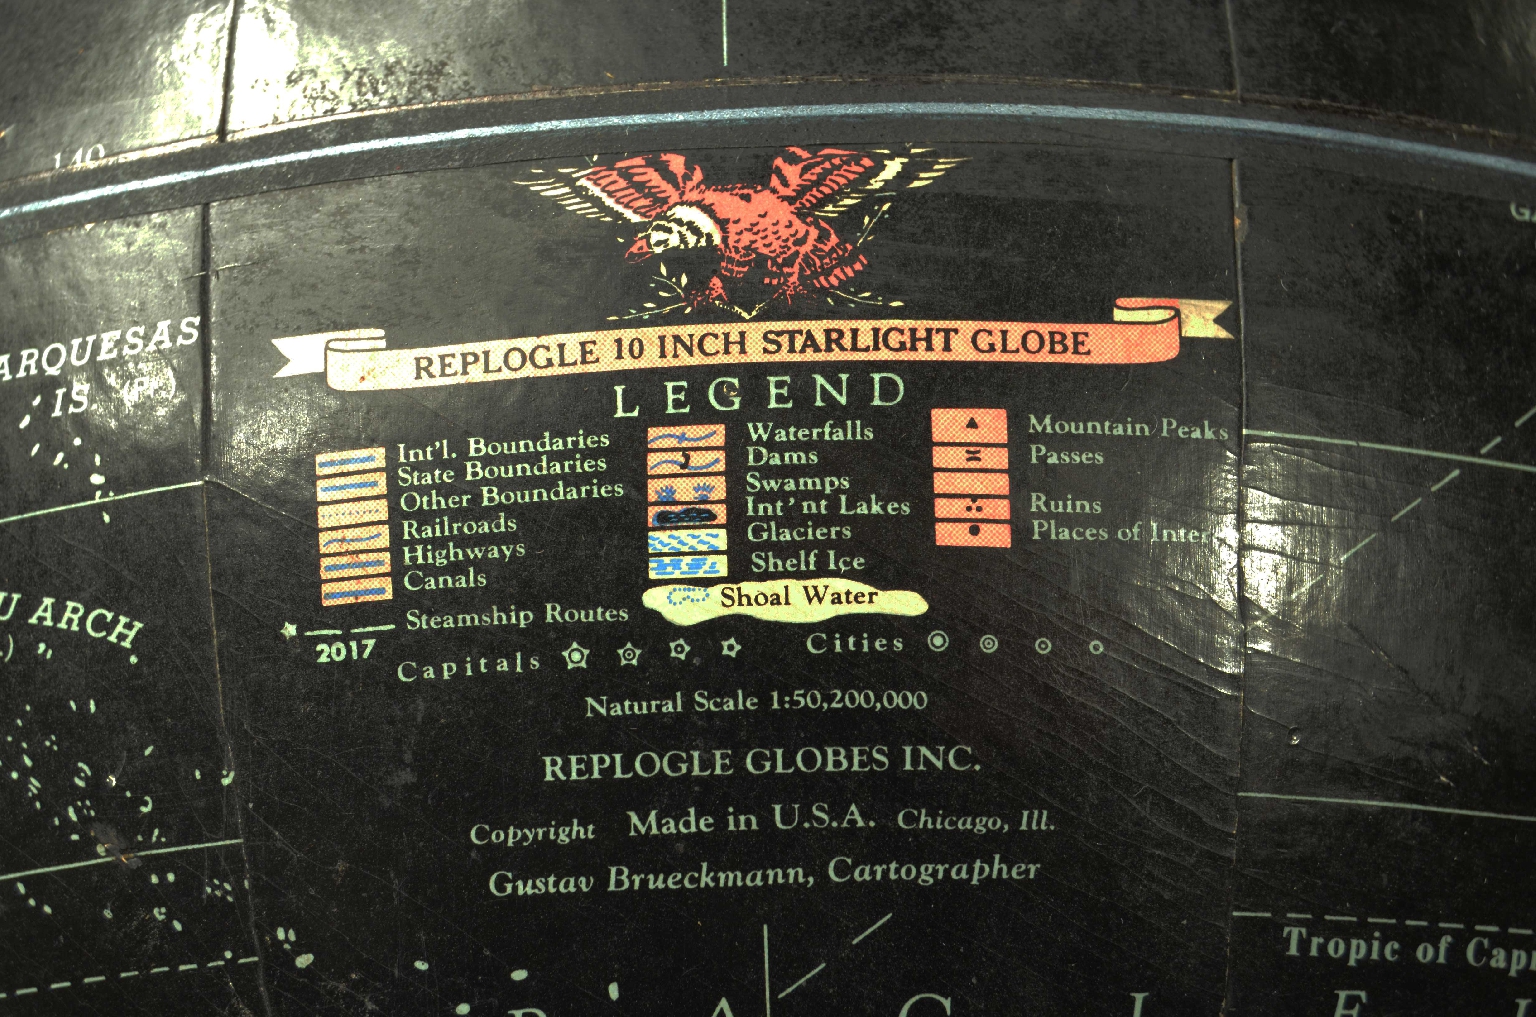 140
ARQUESAS
IS. (F
REPLOGLE 10 INCH STARLIGHT GLOBE
LEGEND
Int'l. Boundaries
State Boundaries
Other Boundaries
Railroads
Highways
Canals
Steamship Routes
2017
Waterfalls
Dams
Swamps
Int'nt Lakes
Glaciers
Shelf Ice
Shoal Water
Mountain Peaks
Passes
Ruins
Places of Inter
Capitals
Cities
Natural Scale 1:50,200,000
REPLOGLE GLOBES INC.
Copyright Made in U.S.A. Chicago, Ill.
Gustav Brueckmann, Cartographer
U ARCH
.)
Tropic of Capr
P A C I F I